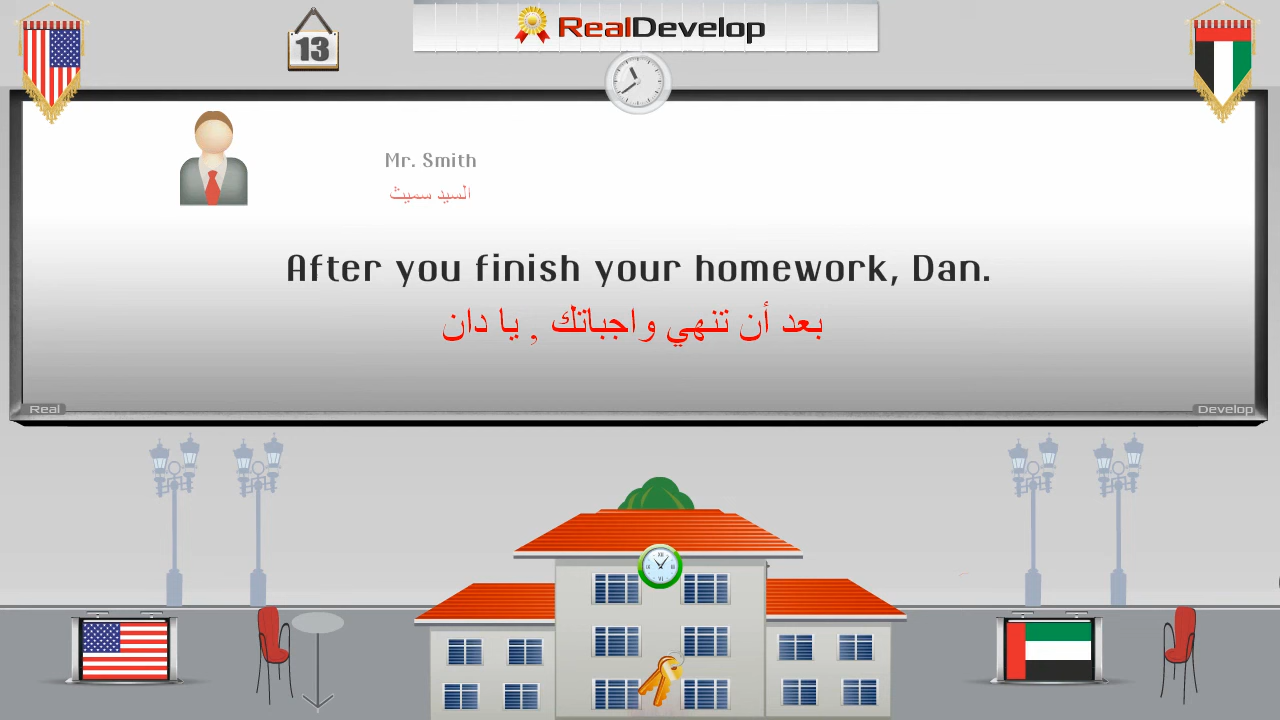 RealDevelop
13
Mr. Smith
السيد سميث
After you finish your homework, Dan.
بعد أن تنهي واجباتك , يا دان
Real
Develop